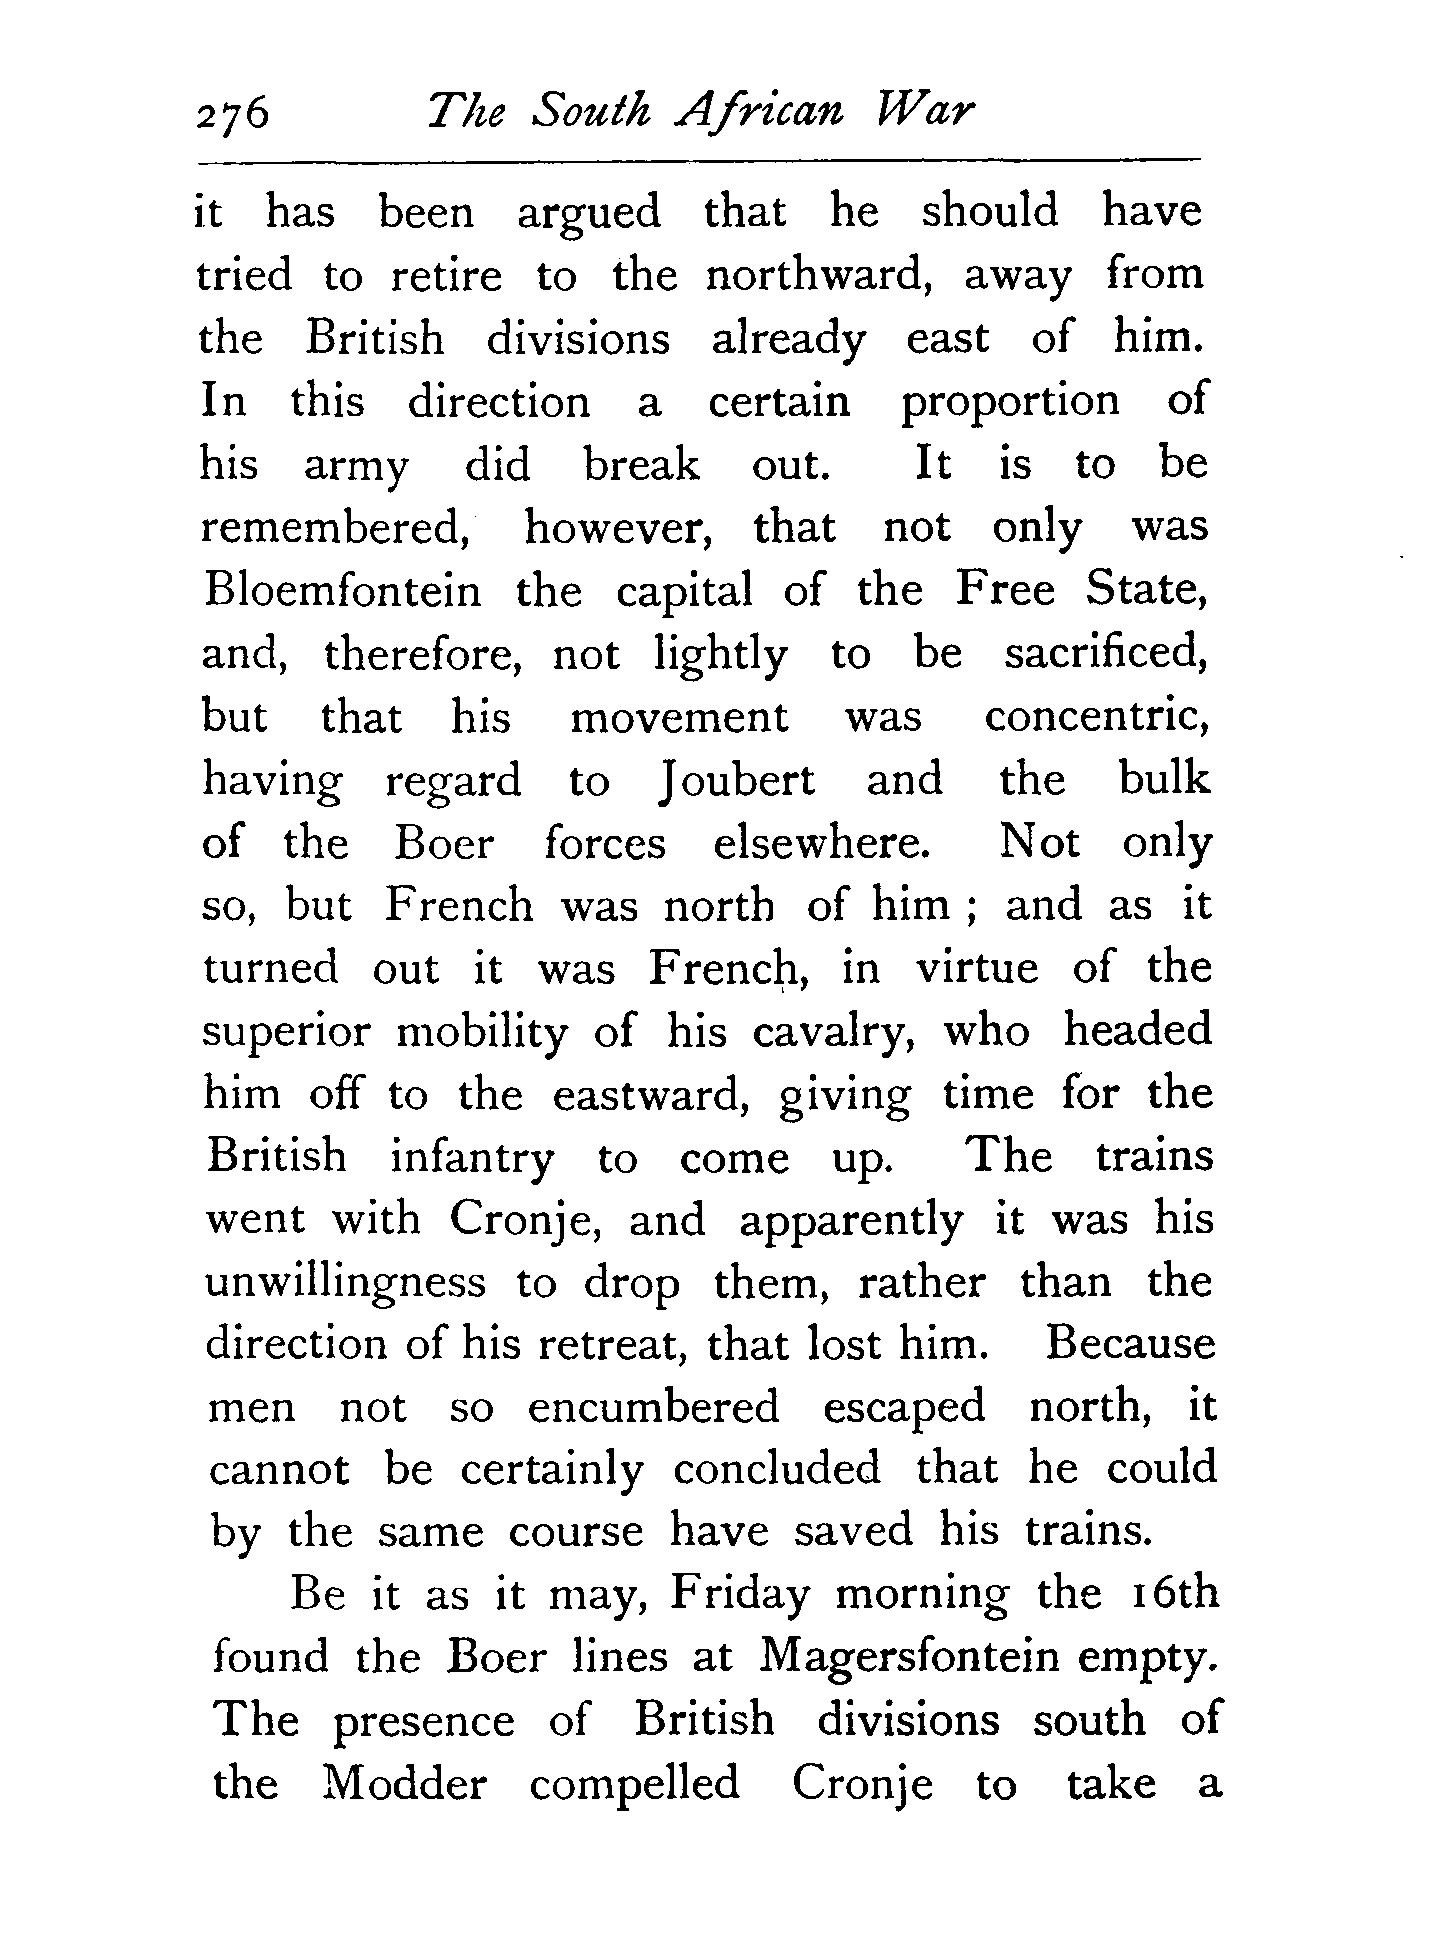 276 The South African War
it has been argued that he should have
tried to retire to the northward, away from
the British divisions already east of him.
In this direction a certain proportion of
his army did break out. It is to be
remembered, however, that not only was
Bloemfontein the capital of the Free State,
and, therefore, not lightly to be sacrificed,
but that his movement was concentric,
having regard to Joubert and the bulk
of the Boer forces elsewhere. Not only
so, but French was north of him ; and as it
turned out it was French, in virtue of the
superior mobility of his cavalry, who headed
him off to the eastward, giving time for the
British infantry to come up. The trains
went with Cronje, and apparently it was his
unwillingness to drop them, rather than the
direction of his retreat, that lost him. Because
men not so encumbered escaped north, it
cannot be certainly concluded that he could
by the same course have saved his trains.
Be it as it may, Friday morning the 16th
found the Boer lines at Magersfontein empty.
The presence of British divisions south of
the Modder compelled Cronje to take a